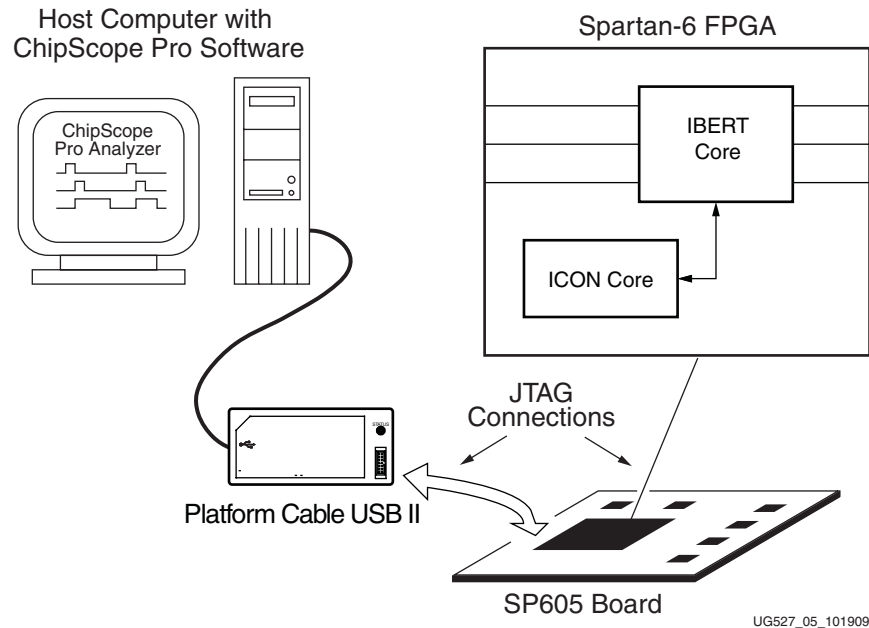 Host Computer with
ChipScope Pro Software
Spartan-6 FPGA
ChipScope
Pro Analyzer
IBERT
Core
ICON Core
JTAG
Connections
STATUS
Platform Cable USB II
SP605 Board
UG527_05_101909